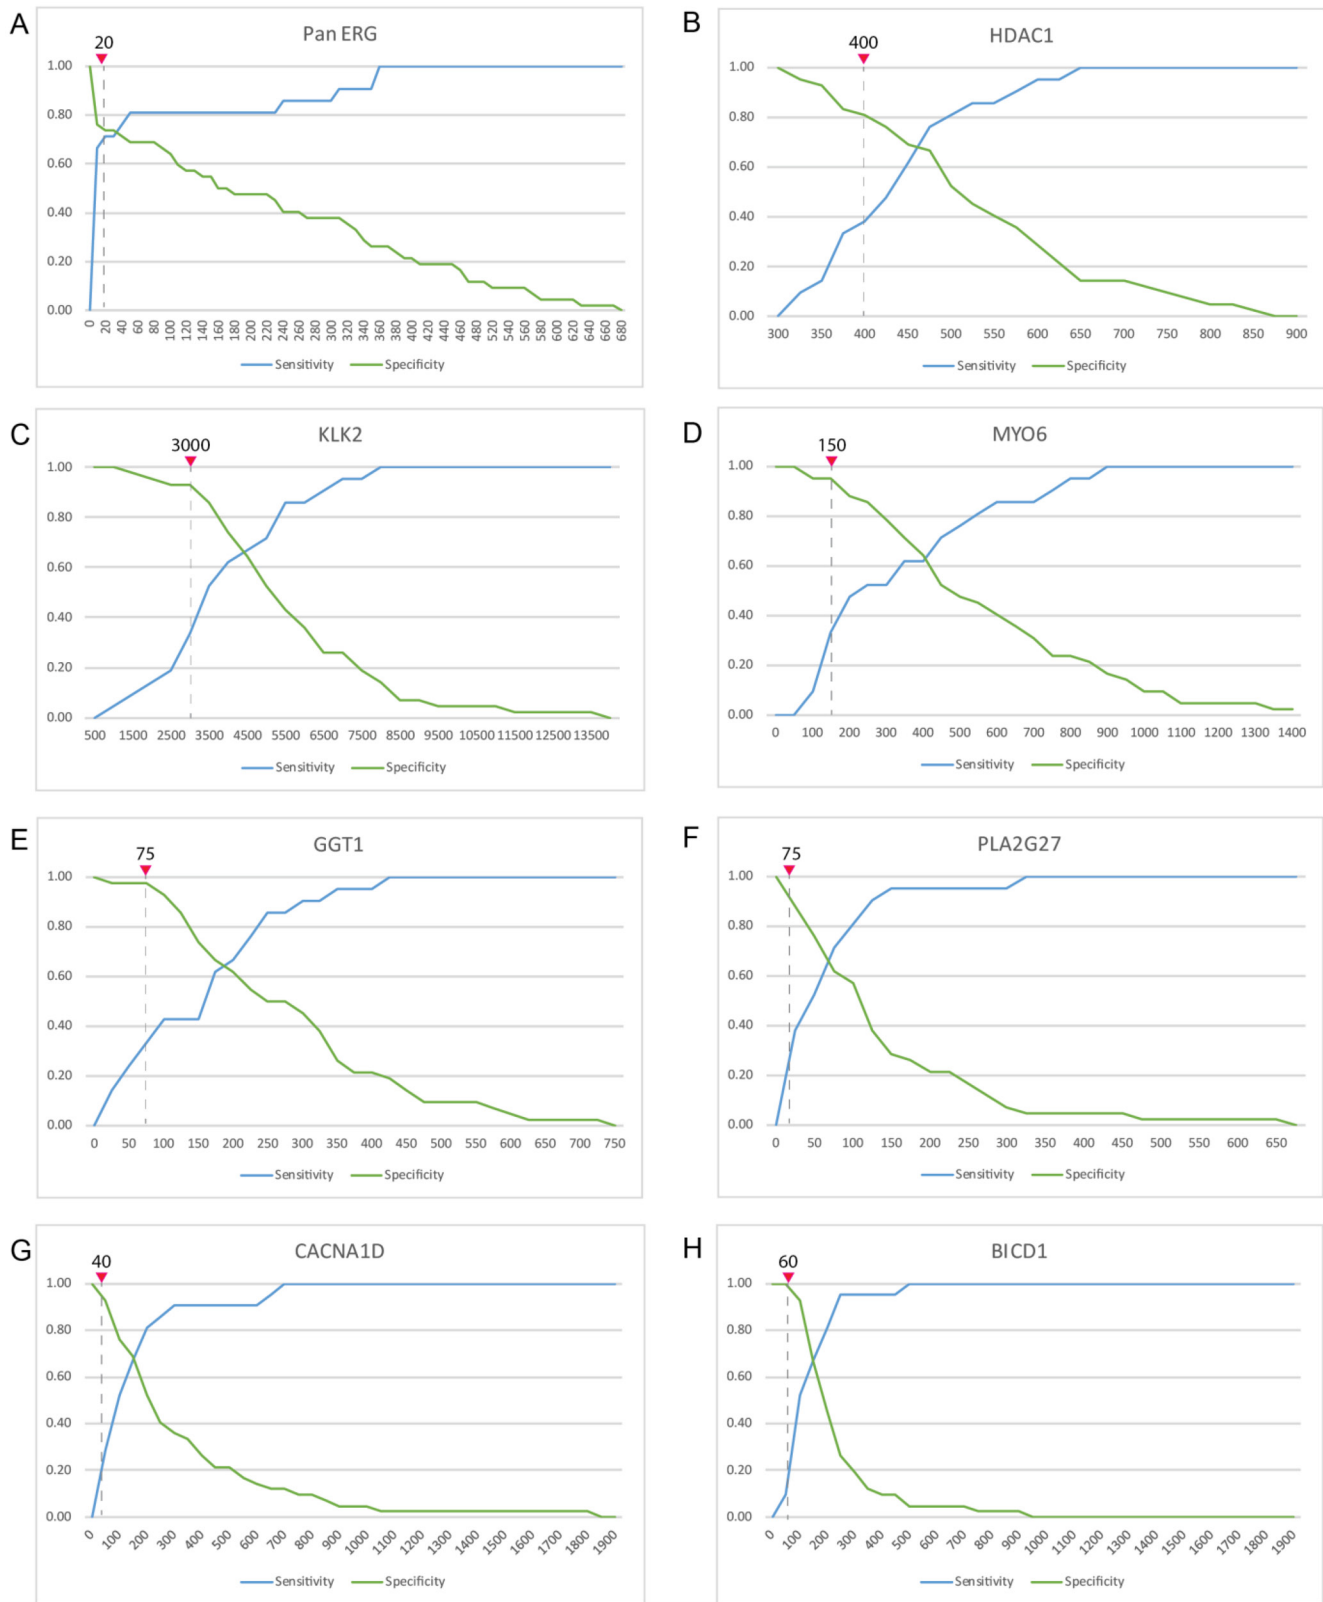 A
Pan ERG
20
1.00
0.80
0.60
0.40
0.20
0.00
0 20 40 60 80 100 120 140 160 180 200 220 240 260 280 300 320 340 360 380 400 420 440 460 480 500 520 540 560 580 600 620 640 660 680
Sensitivity Specificity
B
HDAC1
400
1.00
0.80
0.60
0.40
0.20
0.00
300 350 400 450 500 550 600 650 700 750 800 850 900
Sensitivity Specificity
C
KLK2
3000
1.00
0.80
0.60
0.40
0.20
0.00
500 1500 2500 3500 4500 5500 6500 7500 8500 9500 10500 11500 12500 13500
Sensitivity Specificity
D
MYO6
150
1.00
0.80
0.60
0.40
0.20
0.00
0 100 200 300 400 500 600 700 800 900 1000 1100 1200 1300 1400
Sensitivity Specificity
E
GGT1
75
1.00
0.80
0.60
0.40
0.20
0.00
0 50 100 150 200 250 300 350 400 450 500 550 600 650 700 750
Sensitivity Specificity
F
PLA2G27
75
1.00
0.80
0.60
0.40
0.20
0.00
0 50 100 150 200 250 300 350 400 450 500 550 600 650
Sensitivity Specificity
G
CACNA1D
40
1.00
0.80
0.60
0.40
0.20
0.00
0 100 200 300 400 500 600 700 800 900 1000 1100 1200 1300 1400 1500 1600 1700 1800 1900
Sensitivity Specificity
H
BICD1
60
1.00
0.80
0.60
0.40
0.20
0.00
0 100 200 300 400 500 600 700 800 900 1000 1100 1200 1300 1400 1500 1600 1700 1800 1900
Sensitivity Specificity